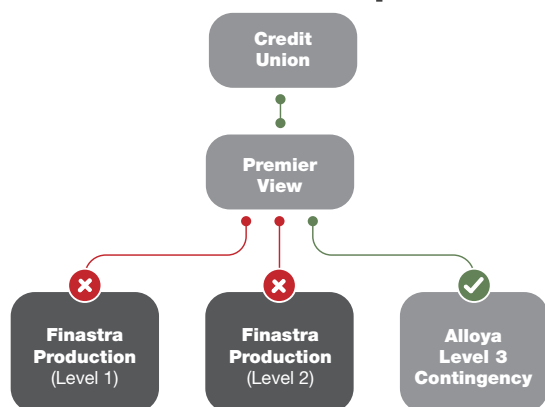 Credit
Union
Premier
View
Finastra
Production
(Level 1)
Finastra
Production
(Level 2)
Alloya
Level 3
Contingency